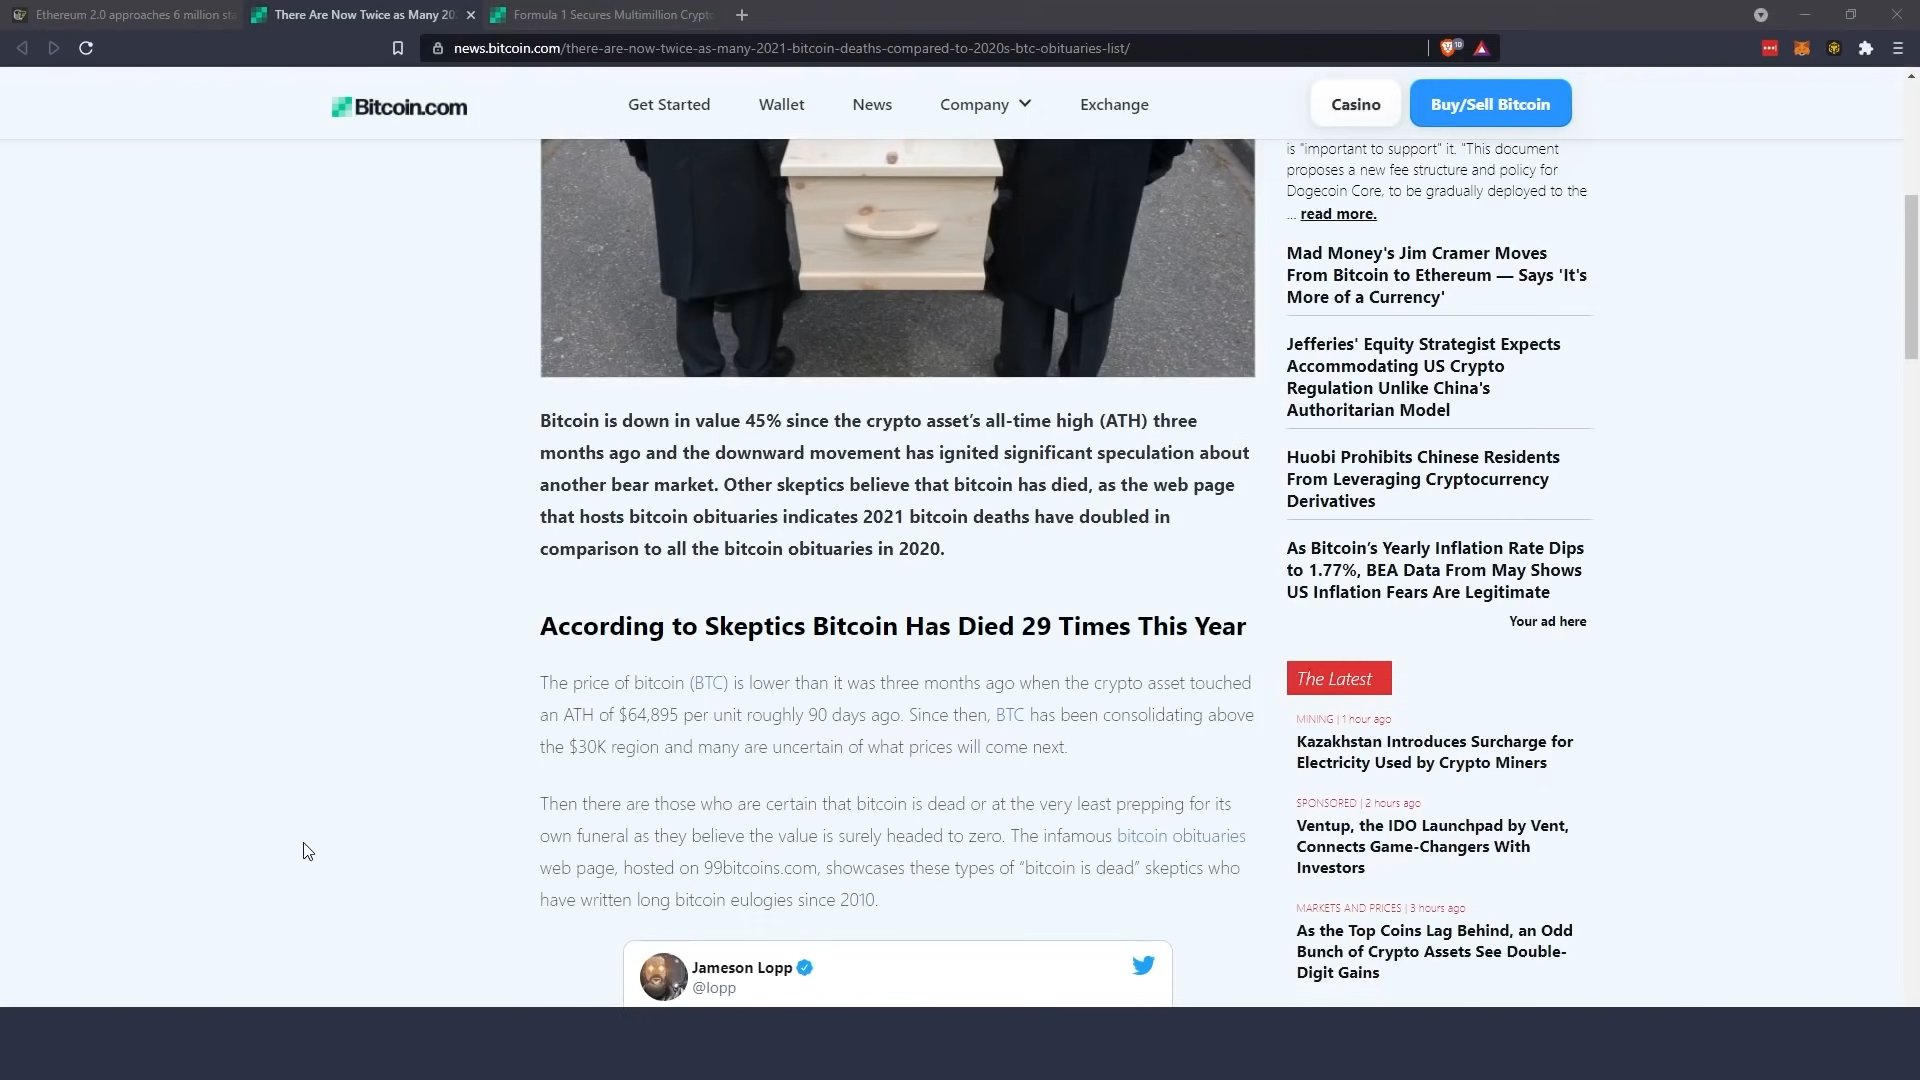 Ethereum 2.0 approaches 6 million sta
There Are Now Twice as Many 20
Formula 1 Secures Multimillion Crypto
news.bitcoin.com/there-are-now-twice-as-many-2021-bitcoin-deaths-compared-to-2020s-btc-obituaries-list/
10
Bitcoin.com
Get Started
Wallet
News
Company
Exchange
Casino
Buy/Sell Bitcoin
Bitcoin is down in value 45% since the crypto asset’s all-time high (ATH) three
months ago and the downward movement has ignited significant speculation about
another bear market. Other skeptics believe that bitcoin has died, as the web page
that hosts bitcoin obituaries indicates 2021 bitcoin deaths have doubled in
comparison to all the bitcoin obituaries in 2020.
According to Skeptics Bitcoin Has Died 29 Times This Year
The price of bitcoin (BTC) is lower than it was three months ago when the crypto asset touched
an ATH of $64,895 per unit roughly 90 days ago. Since then, BTC has been consolidating above
the $30K region and many are uncertain of what prices will come next.
Then there are those who are certain that bitcoin is dead or at the very least prepping for its
own funeral as they believe the value is surely headed to zero. The infamous bitcoin obituaries
web page, hosted on 99bitcoins.com, showcases these types of “bitcoin is dead” skeptics who
have written long bitcoin eulogies since 2010.
Jameson Lopp
@lopp
is "important to support" it. "This document
proposes a new fee structure and policy for
Dogecoin Core, to be gradually deployed to the
... read more.
Mad Money's Jim Cramer Moves
From Bitcoin to Ethereum — Says 'It's
More of a Currency'
Jefferies' Equity Strategist Expects
Accommodating US Crypto
Regulation Unlike China's
Authoritarian Model
Huobi Prohibits Chinese Residents
From Leveraging Cryptocurrency
Derivatives
As Bitcoin’s Yearly Inflation Rate Dips
to 1.77%, BEA Data From May Shows
US Inflation Fears Are Legitimate
Your ad here
The Latest
MINING | 1 hour ago
Kazakhstan Introduces Surcharge for
Electricity Used by Crypto Miners
SPONSORED | 2 hours ago
Ventup, the IDO Launchpad by Vent,
Connects Game-Changers With
Investors
MARKETS AND PRICES | 3 hours ago
As the Top Coins Lag Behind, an Odd
Bunch of Crypto Assets See Double-
Digit Gains